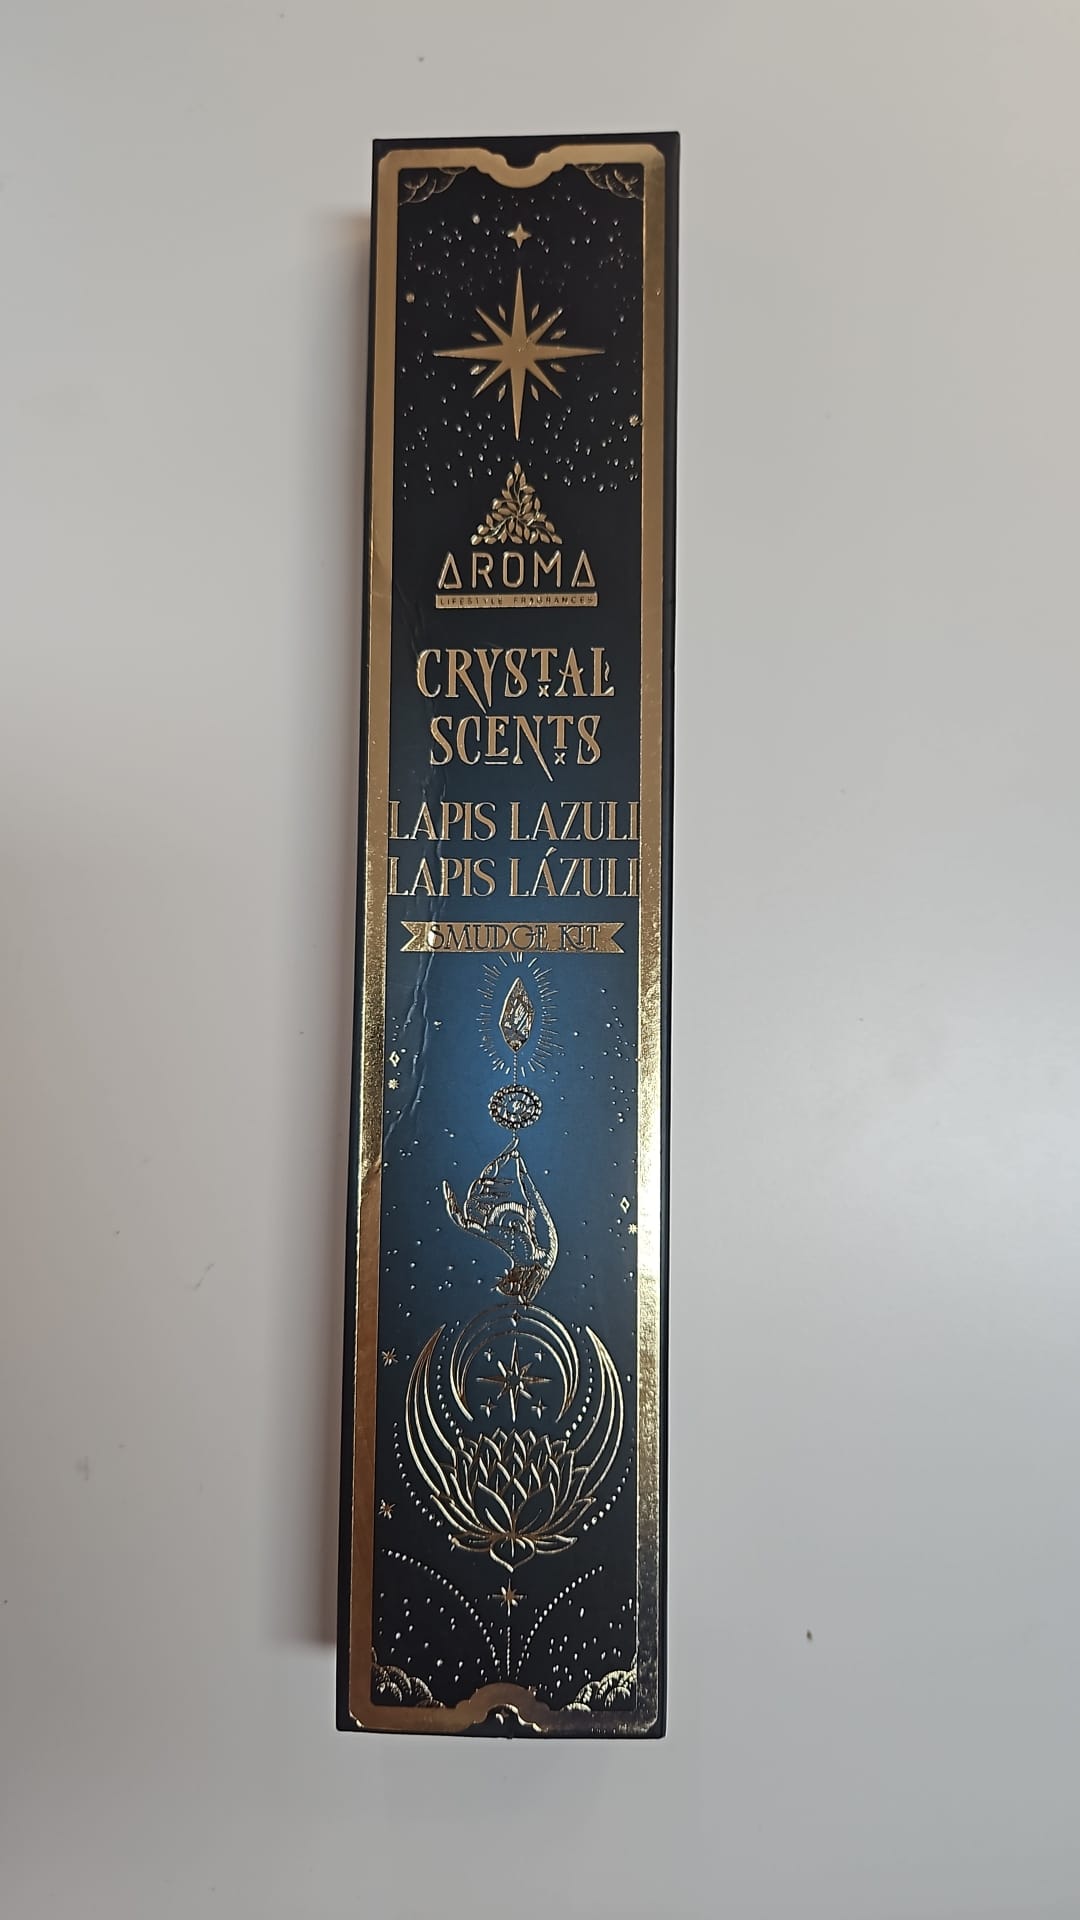 AROMA
LIFESTYLE FRAGRANCES
CRYSTAL
SCENTS
LAPIS LAZULI
LAPIS LÁZULI
SMUDGE KIT